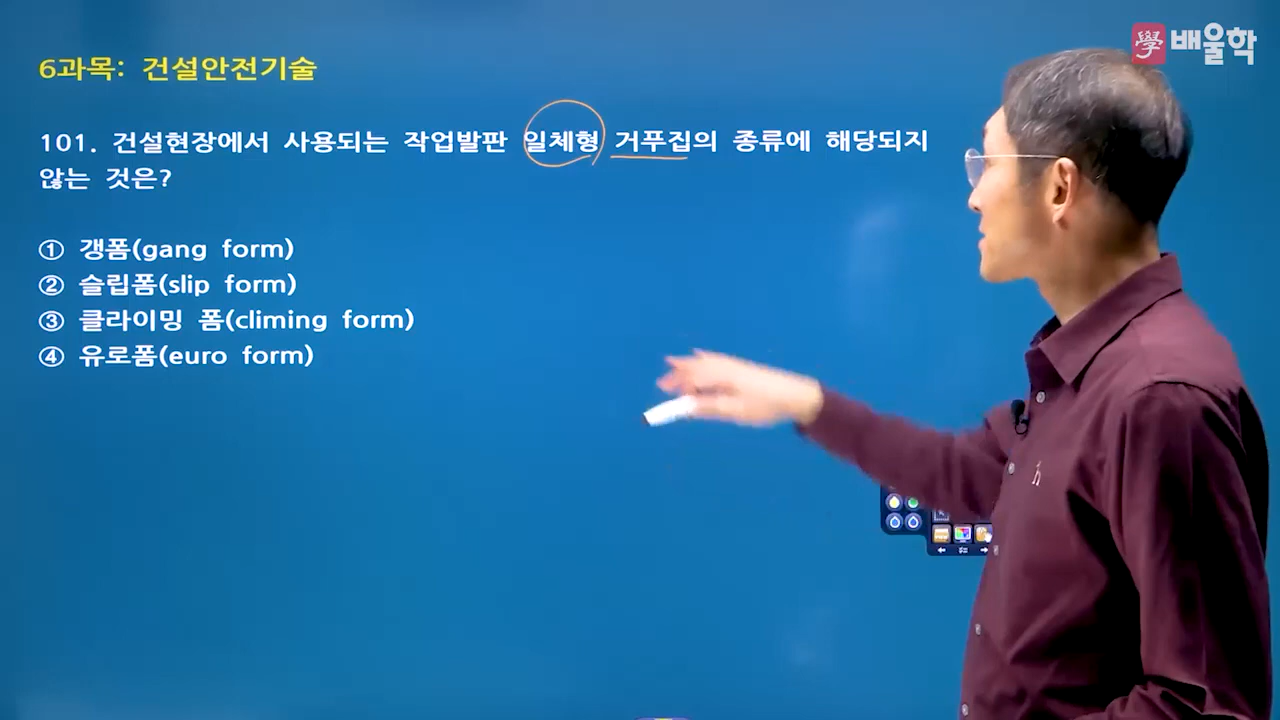 學 배울학
6과목: 건설안전기술
101. 건설현장에서 사용되는 작업발판 일체형 거푸집의 종류에 해당되지
않는 것은?
① 갱폼(gang form)
② 슬립폼(slip form)
③ 클라이밍 폼(climing form)
④ 유로폼(euro form)